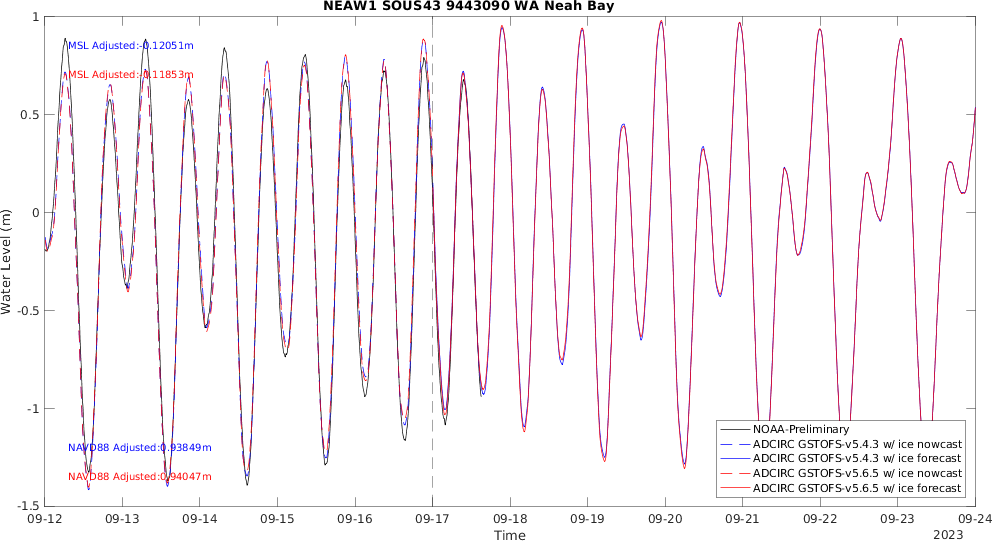 NEAW1 SOUS43 9443090 WA Neah Bay
1
0.5
0
-0.5
-1
-1.5
Water Level (m)
MSL Adjusted:-0.12051m
MSL Adjusted:-0.11853m
NAVD88 Adjusted:0.93849m
NAVD88 Adjusted:0.94047m
NOAA-Preliminary
ADCIRC GSTOFS-v5.4.3 w/ ice nowcast
ADCIRC GSTOFS-v5.4.3 w/ ice forecast
ADCIRC GSTOFS-v5.6.5 w/ ice nowcast
ADCIRC GSTOFS-v5.6.5 w/ ice forecast
09-12 09-13 09-14 09-15 09-16 09-17 09-18 09-19 09-20 09-21 09-22 09-23 09-24
Time
2023